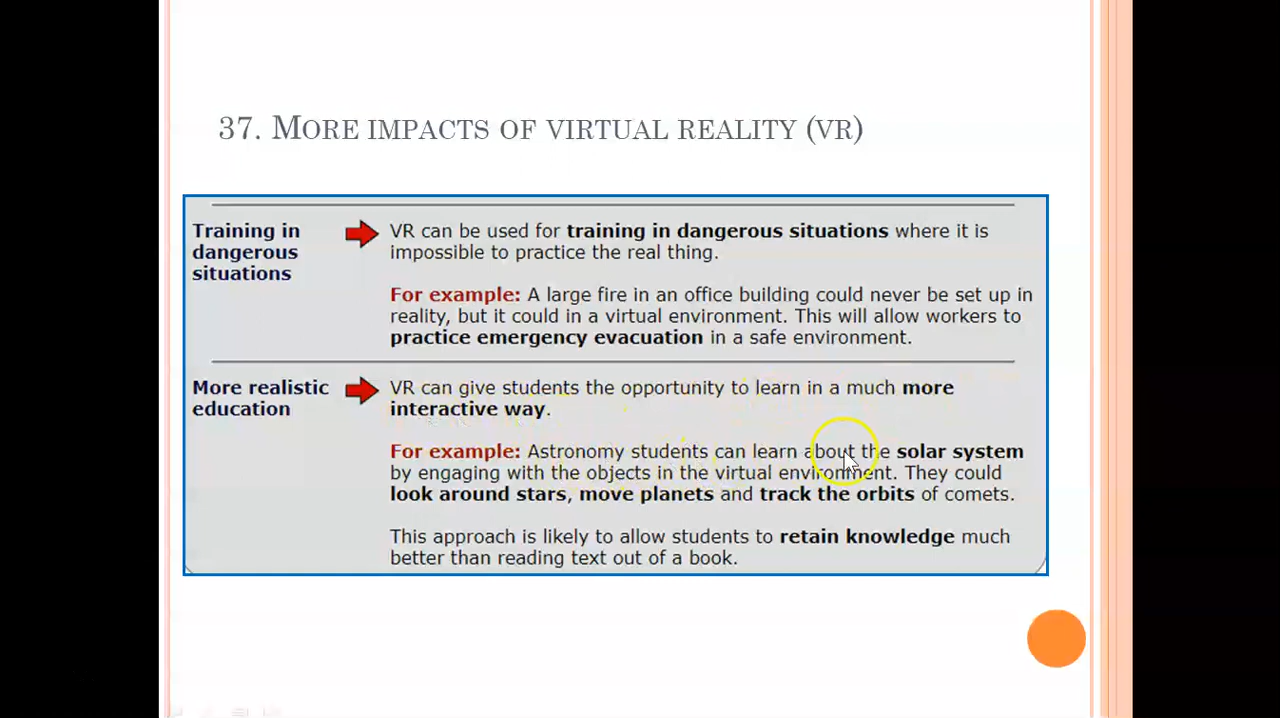 37. MORE IMPACTS OF VIRTUAL REALITY (VR)
Training in
dangerous
situations
VR can be used for training in dangerous situations where it is
impossible to practice the real thing.
For example: A large fire in an office building could never be set up in
reality, but it could in a virtual environment. This will allow workers to
practice emergency evacuation in a safe environment.
More realistic
education
VR can give students the opportunity to learn in a much more
interactive way.
For example: Astronomy students can learn about the solar system
by engaging with the objects in the virtual environment. They could
look around stars, move planets and track the orbits of comets.
This approach is likely to allow students to retain knowledge much
better than reading text out of a book.